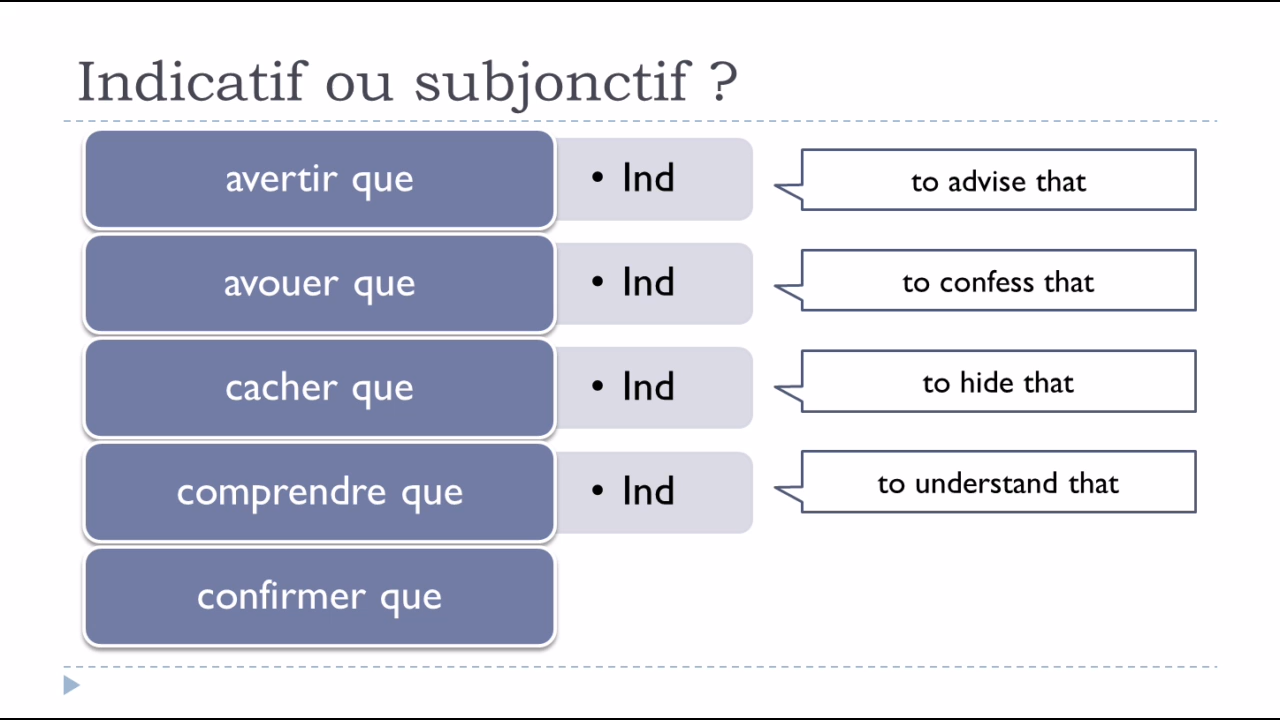 Indicatif ou subjonctif ?
avertir que
• Ind
to advise that
avouer que
• Ind
to confess that
cacher que
• Ind
to hide that
comprendre que
• Ind
to understand that
confirmer que